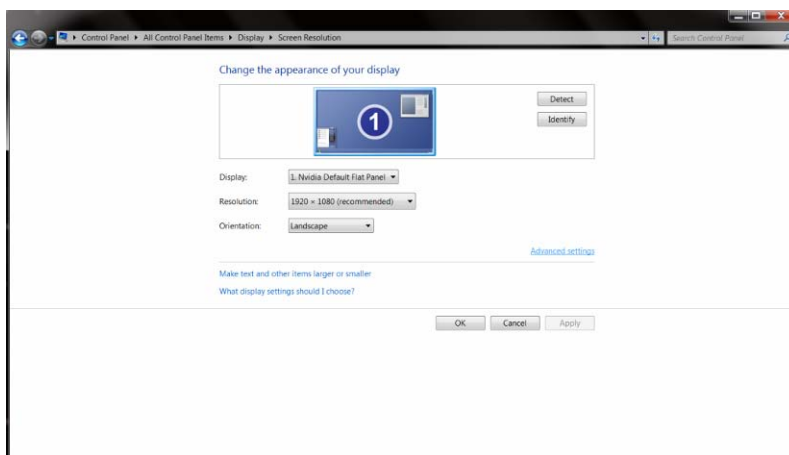 Control Panel ▸ All Control Panel Items ▸ Display ▸ Screen Resolution
Search Control Panel
Change the appearance of your display
1
Detect
Identify
Display: 1. Nvidia Default Flat Panel
Resolution: 1920 × 1080 (recommended)
Orientation: Landscape
Advanced settings
Make text and other items larger or smaller
What display settings should I choose?
OK Cancel Apply